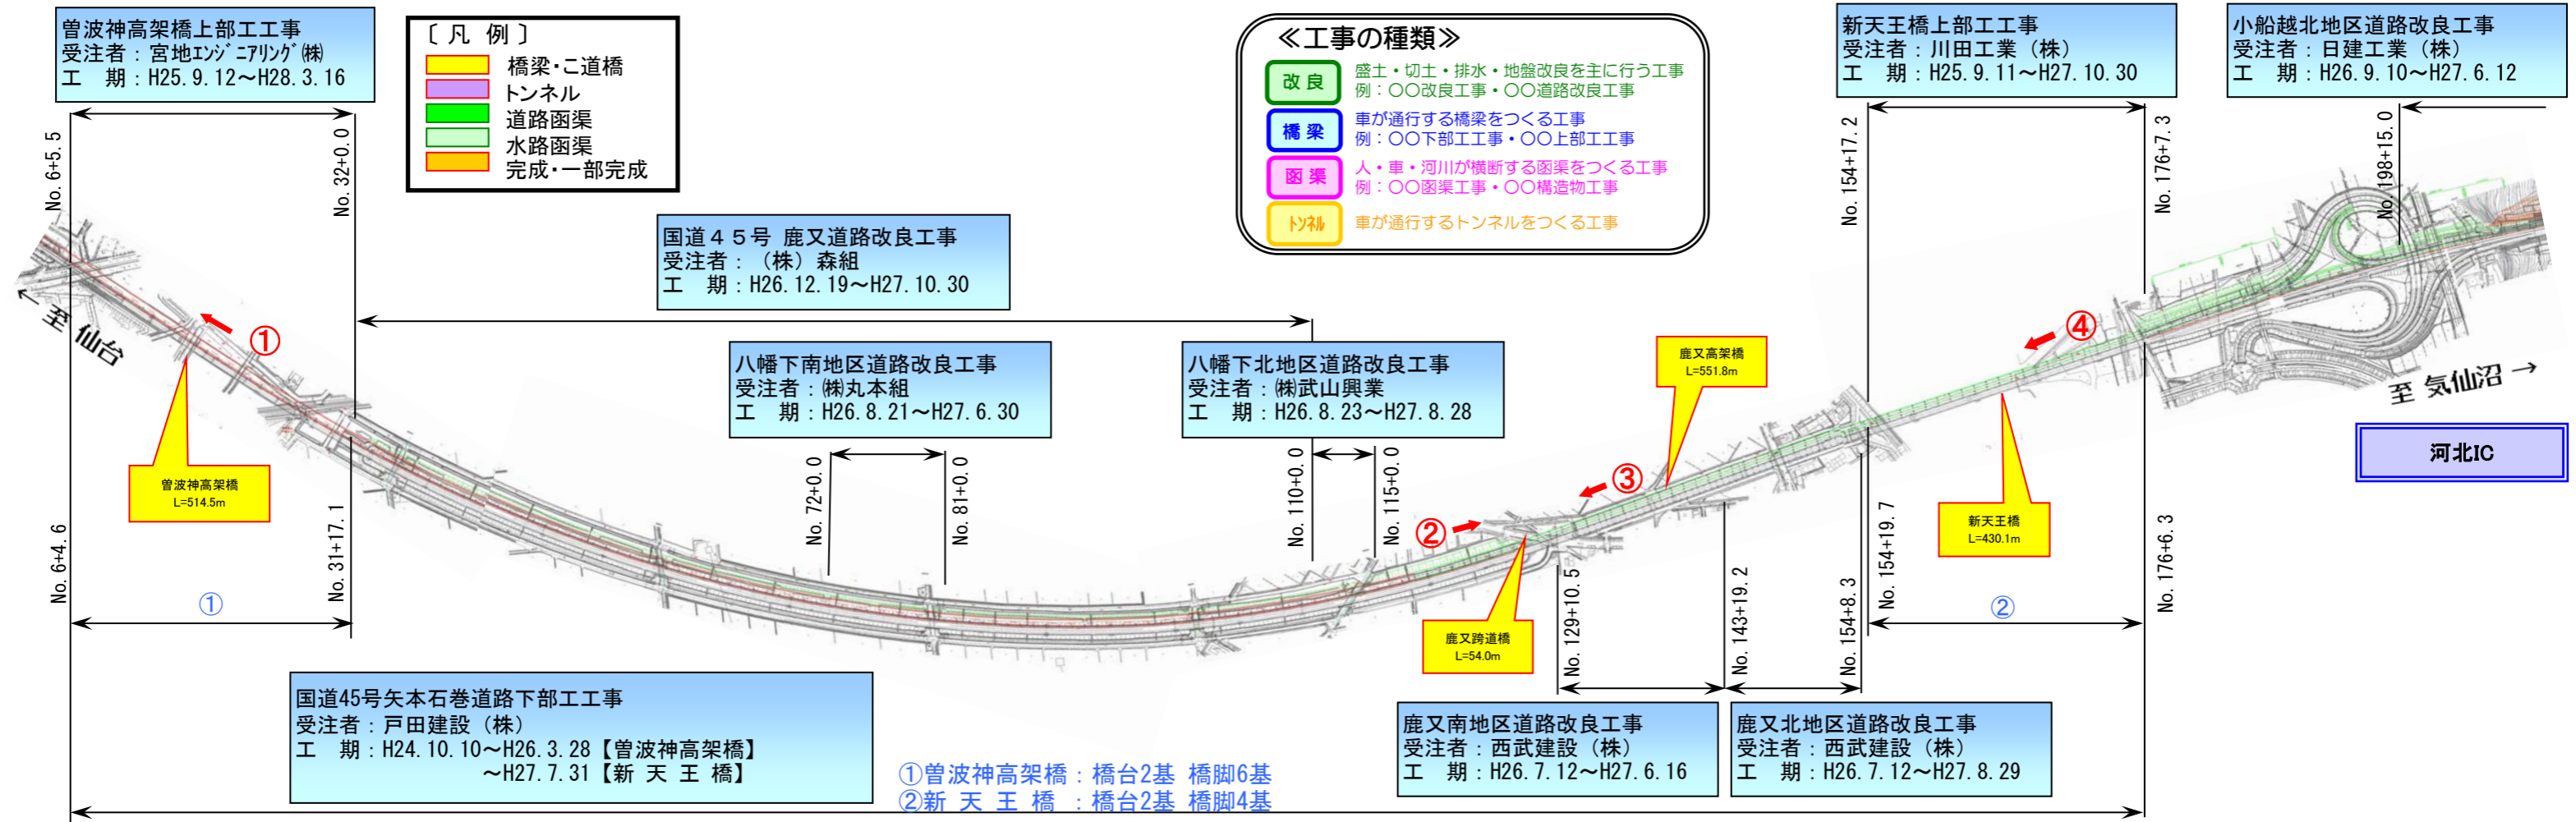 曽波神高架橋上部工工事
受注者：宮地ｴﾝｼﾞﾆｱﾘﾝｸﾞ㈱
工　期：H25.9.12～H28.3.16
〔 凡 例 〕
橋梁・こ道橋
トンネル
道路函渠
水路函渠
完成・一部完成
≪工事の種類≫
改 良
盛土・切土・排水・地盤改良を主に行う工事
例：〇〇改良工事・〇〇道路改良工事
橋 梁
車が通行する橋梁をつくる工事
例：〇〇下部工工事・〇〇上部工工事
函 渠
人・車・河川が横断する函渠をつくる工事
例：〇〇函渠工事・〇〇構造物工事
ﾄﾝﾈﾙ
車が通行するトンネルをつくる工事
新天王橋上部工工事
受注者：川田工業（株）
工　期：H25.9.11～H27.10.30
小船越北地区道路改良工事
受注者：日建工業（株）
工　期：H26.9.10～H27.6.12
No. 6+5.5
No. 32+0.0
No. 154+17.2
No. 176+7.3
No. 198+15.0
国道４５号 鹿又道路改良工事
受注者：（株）森組
工　期：H26.12.19～H27.10.30
← 至 仙台
①
八幡下南地区道路改良工事
受注者：㈱丸本組
工　期：H26.8.21～H27.6.30
八幡下北地区道路改良工事
受注者：㈱武山興業
工　期：H26.8.23～H27.8.28
鹿又高架橋
L=551.8m
④
至 気仙沼 →
河北IC
曽波神高架橋
L=514.5m
No. 72+0.0
No. 81+0.0
No. 110+0.0
No. 115+0.0
③
②
新天王橋
L=430.1m
No. 6+4.6
No. 31+17.1
①
鹿又跨道橋
L=54.0m
No. 129+10.5
No. 143+19.2
No. 154+8.3
No. 154+19.7
②
No. 176+6.3
国道45号矢本石巻道路下部工工事
受注者：戸田建設（株）
工　期：H24.10.10～H26.3.28【曽波神高架橋】
～H27.7.31【新 天 王 橋】
①曽波神高架橋：橋台2基 橋脚6基
②新 天 王 橋 ：橋台2基 橋脚4基
鹿又南地区道路改良工事
受注者：西武建設（株）
工　期：H26.7.12～H27.6.16
鹿又北地区道路改良工事
受注者：西武建設（株）
工　期：H26.7.12～H27.8.29